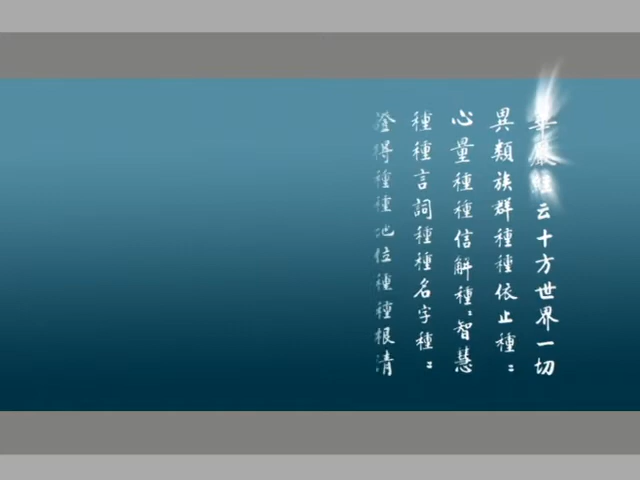 華嚴經云十方世界一切
異類族群種種依止種〻
心量種種信解種〻智慧
種種言詞種種名字種〻
證得種種地位種種根清